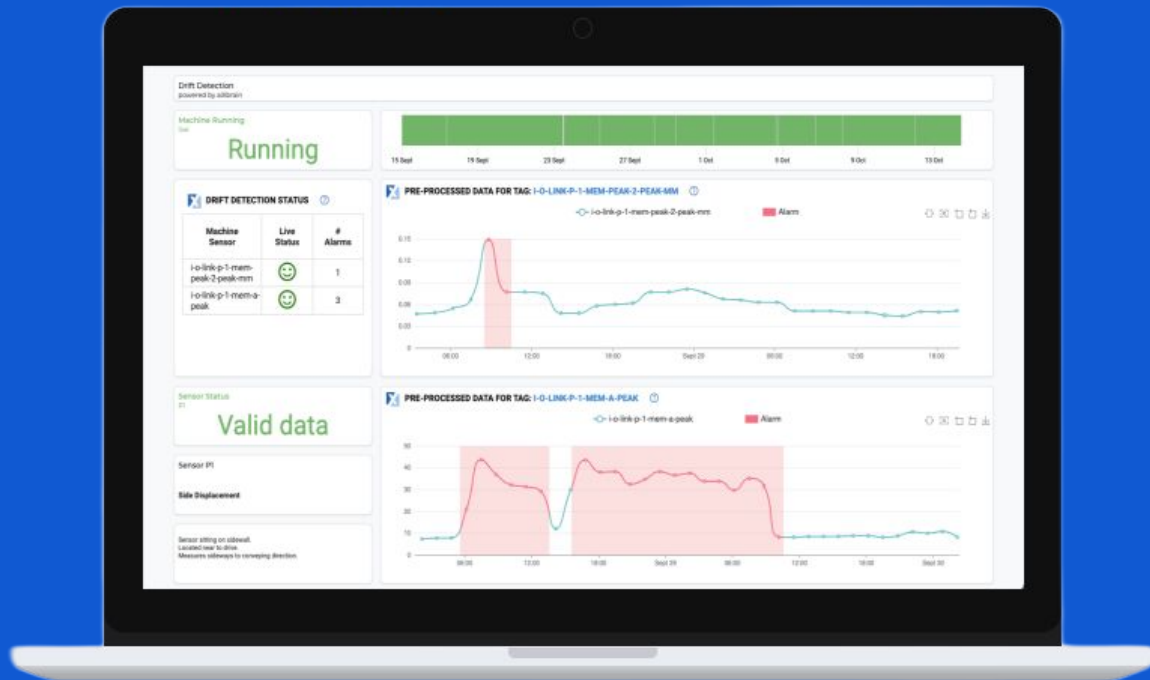 Drift Detection
powered by
Machine Running
Running
15 Sept
19 Sept
23 Sept
27 Sept
1 Oct
5 Oct
9 Oct
13 Oct
DRIFT DETECTION STATUS
Machine Sensor
Live Status
# Alarms
i-o-link-p-1-mem-
peak-2-peak-mm
1
i-o-link-p-1-mem-a-
peak
3
PRE-PROCESSED DATA FOR TAG: I-O-LINK-P-1-MEM-PEAK-2-PEAK-MM
i-o-link-p-1-mem-peak-2-peak-mm
Alarm
0.15
0.12
0.09
0.06
0.03
0
06:00
12:00
18:00
Sept 20
06:00
12:00
18:00
Sensor Status
P1
Valid data
Sensor P1
Side Displacement
Sensor sitting on sidewall.
Located near to drive.
Measures sideways to conveying direction.
PRE-PROCESSED DATA FOR TAG: I-O-LINK-P-1-MEM-A-PEAK
i-o-link-p-1-mem-a-peak
Alarm
50
40
30
20
10
0
06:00
12:00
18:00
Sept 29
06:00
12:00
18:00
Sept 30